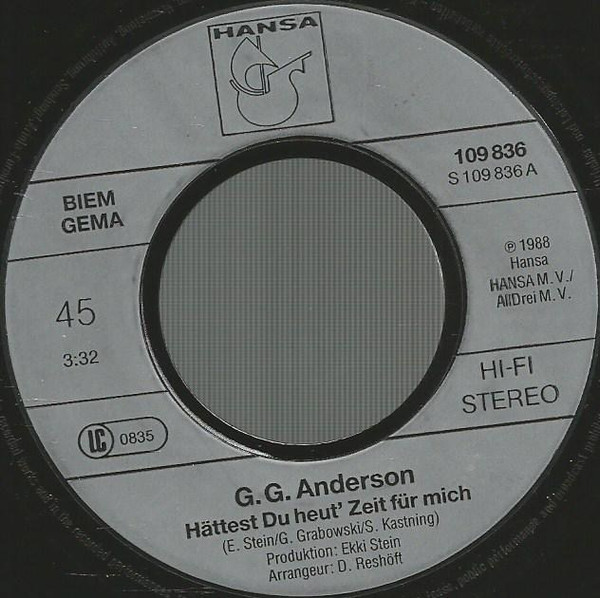 HANSA
109 836
S 109 836 A
BIEM
GEMA
℗ 1988
Hansa
HANSA M. V./
AllDrei M. V.
45
3:32
HI-FI
STEREO
LC 0835
G. G. Anderson
Hättest Du heut' Zeit für mich
(E. Stein/G. Grabowski/S. Kastning)
Produktion: Ekki Stein
Arrangeur: D. Reshöft